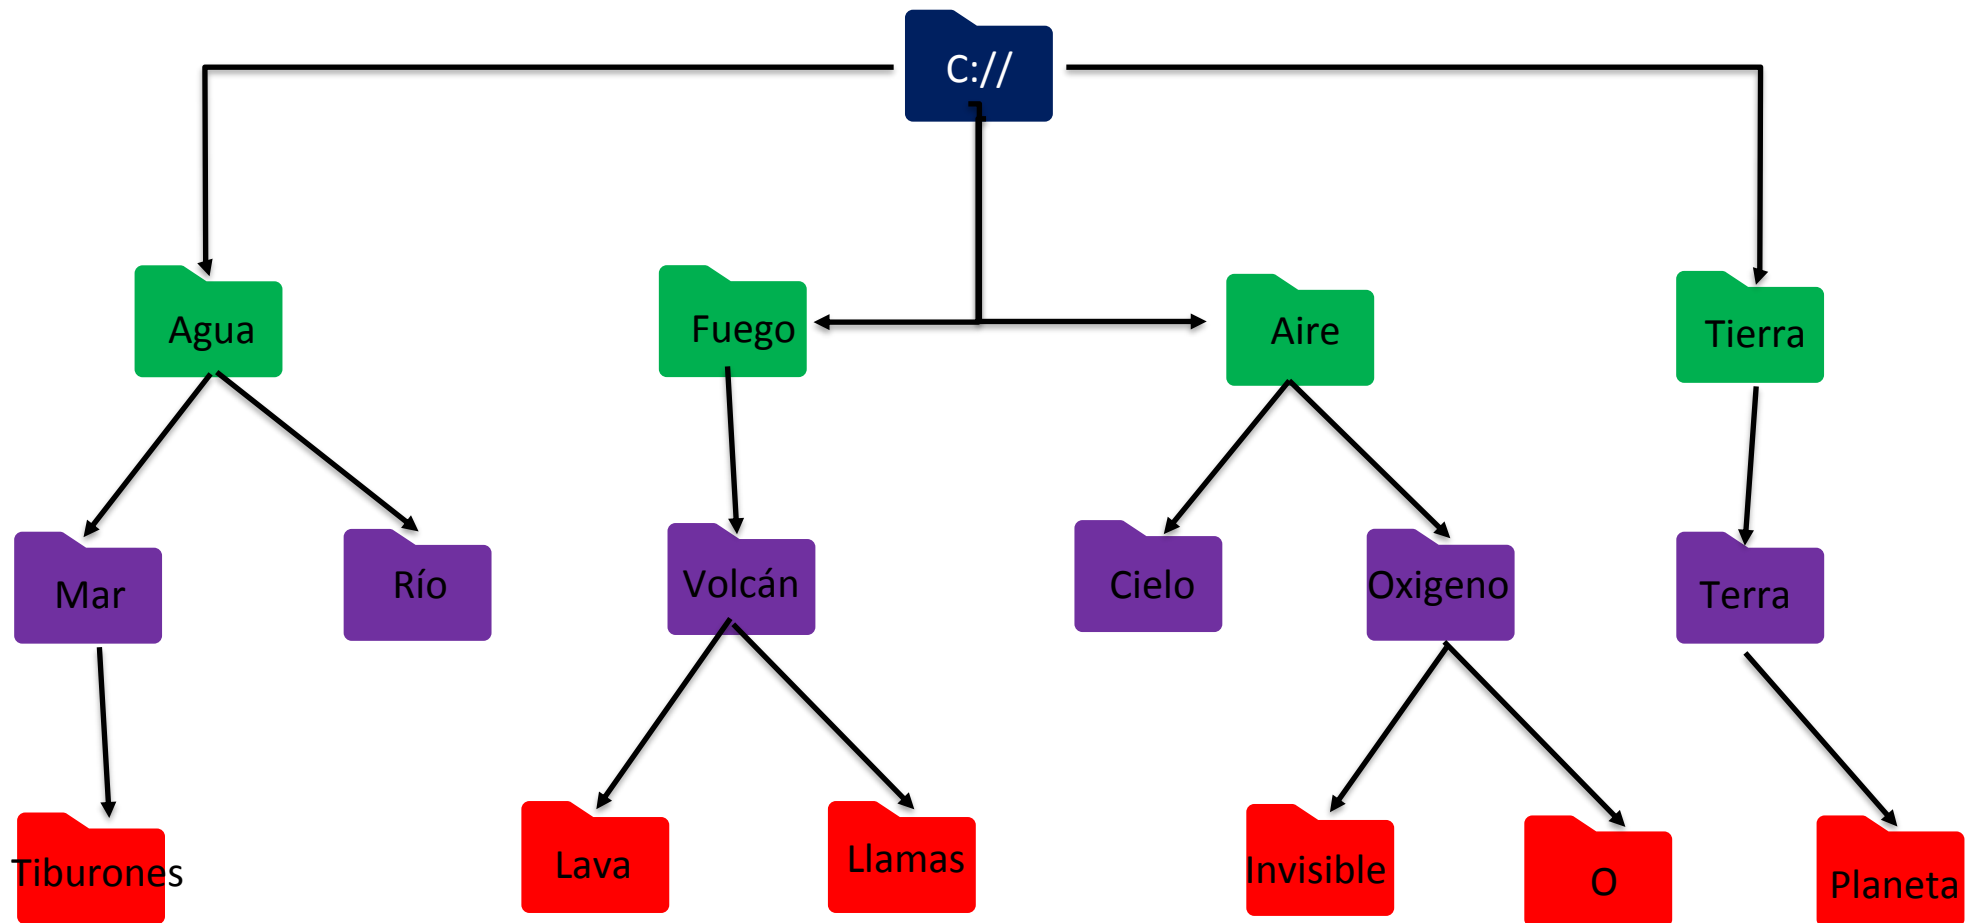 C://
Agua
Fuego
Aire
Tierra
Mar
Río
Volcán
Cielo
Oxigeno
Terra
Tiburones
Lava
Llamas
Invisible
O
Planeta